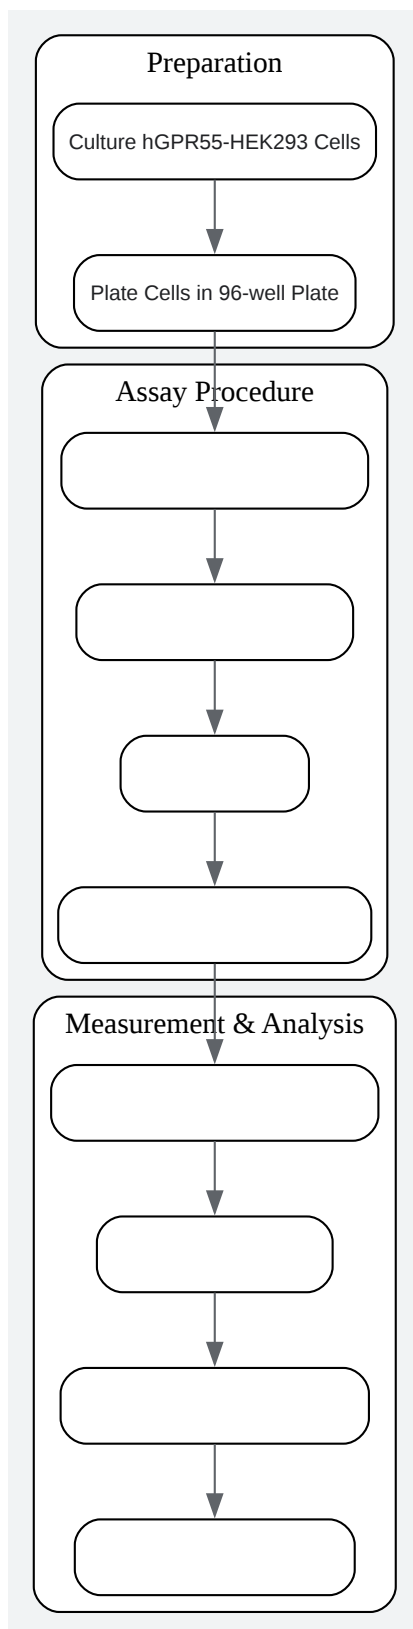 Preparation
Culture hGPR55-HEK293 Cells
Plate Cells in 96-well Plate
Assay Procedure
Measurement & Analysis